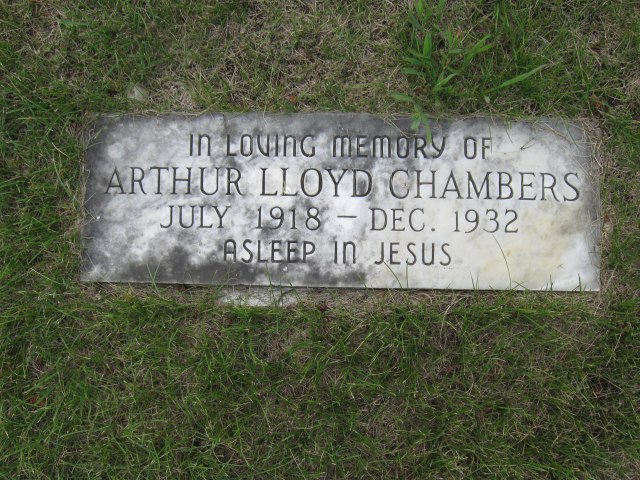 IN LOVING MEMORY OF
ARTHUR LLOYD CHAMBERS
JULY 1918 – DEC. 1932
ASLEEP IN JESUS